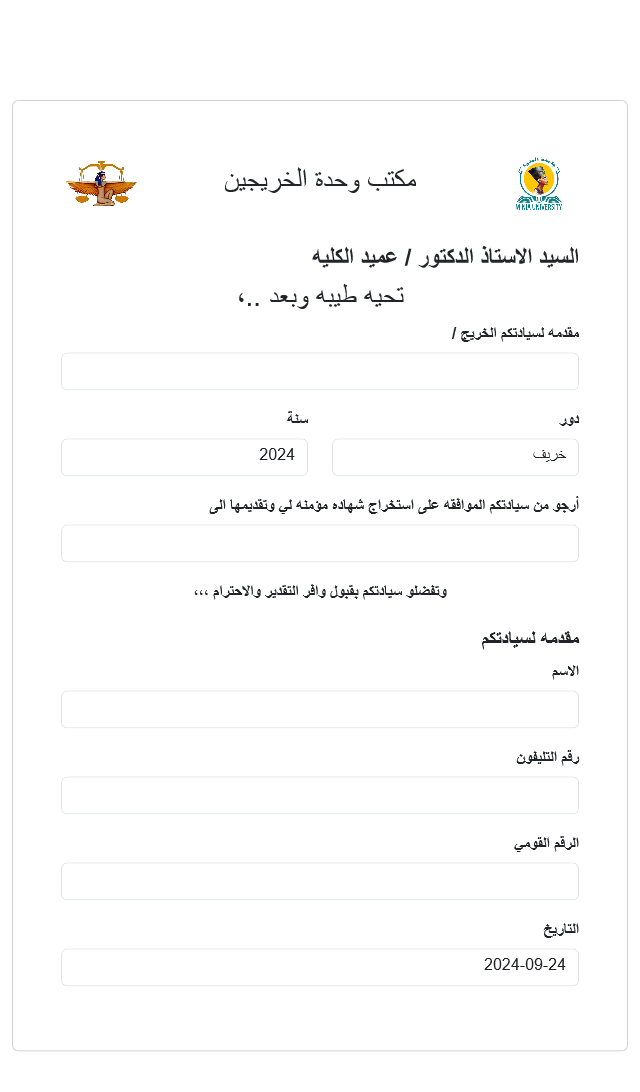 مكتب وحدة الخريجين
MINIA UNIVERSITY
السيد الاستاذ الدكتور / عميد الكليه
تحيه طيبه وبعد ..،
مقدمه لسيادتكم الخريج /
دور
سنة
خريف
2024
أرجو من سيادتكم الموافقه على استخراج شهاده مؤمنه لي وتقديمها الى
وتفضلو سيادتكم بقبول وافر التقدير والاحترام ،،،
مقدمه لسيادتكم
الاسم
رقم التليفون
الرقم القومي
التاريخ
2024-09-24